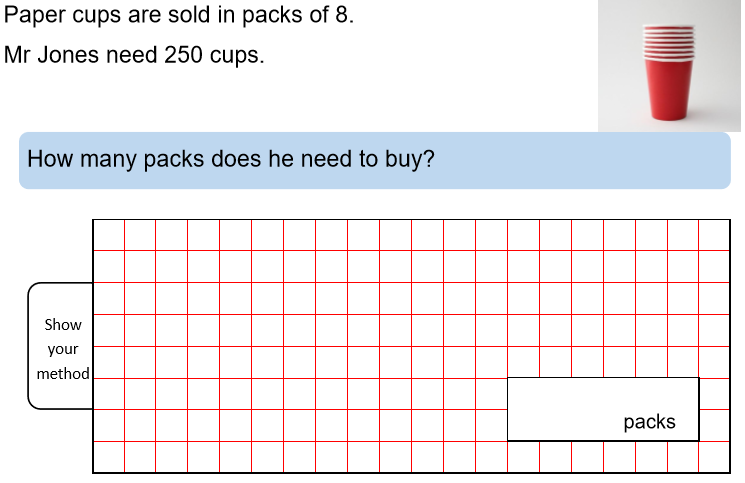 Paper cups are sold in packs of 8.
Mr Jones need 250 cups.
How many packs does he need to buy?
Show
your
method
packs